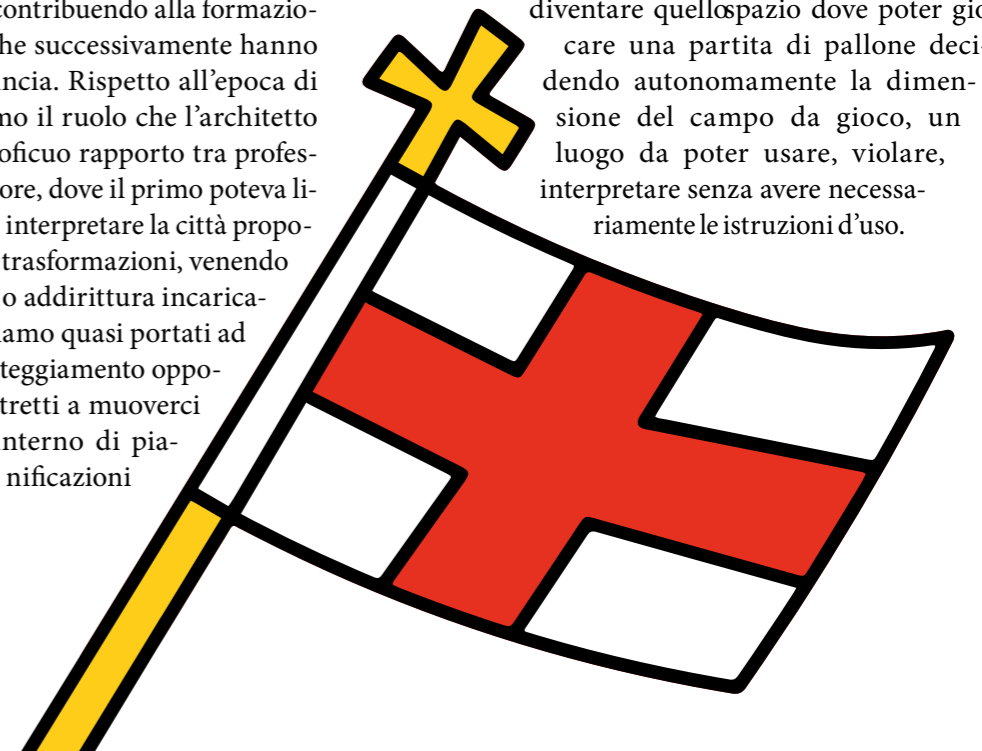 contribuendo alla formazio-
he successivamente hanno
ncia. Rispetto all’epoca di
mo il ruolo che l’architetto
oficuo rapporto tra profes-
ore, dove il primo poteva li-
interpretare la città propo-
trasformazioni, venendo
o addirittura incarica-
iamo quasi portati ad
teggiamento oppo-
tretti a muoverci
nterno di pia-
nificazioni
diventare quellospazio dove poter gio
care una partita di pallone deci-
dendo autonomamente la dimen-
sione del campo da gioco, un
luogo da poter usare, violare,
interpretare senza avere necessa-
riamente le istruzioni d’uso.